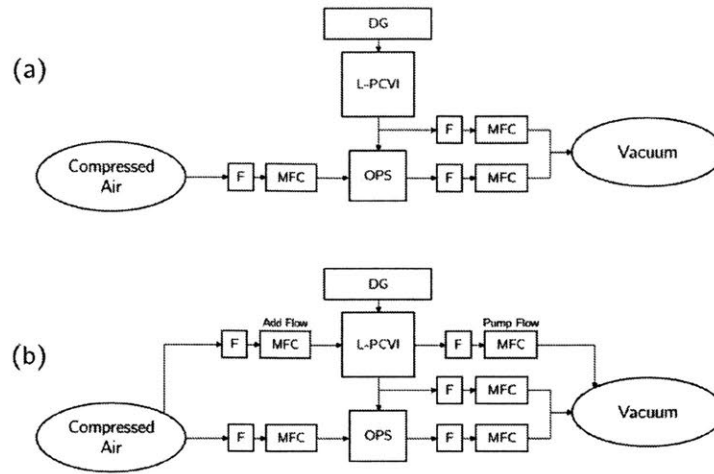 DG
(a)
L-PCVI
F MFC
Compressed
Air
Vacuum
F MFC OPS F MFC
DG
Add Flow Pump Flow
F MFC L-PCVI F MFC
(b)
F MFC
Compressed
Air
Vacuum
F MFC OPS F MFC